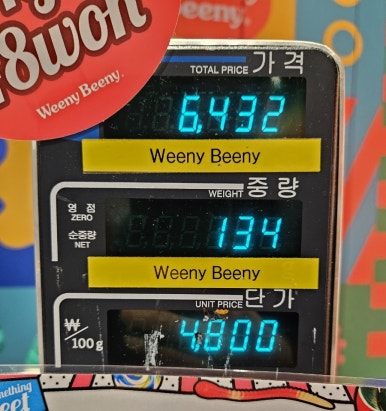 8won
Weeny Beeny.
TOTAL PRICE 가 격
6,432
Weeny Beeny
WEIGHT 중 량
영 점
ZERO
순중량
NET
134
Weeny Beeny
UNIT PRICE 단 가
₩/100g
4,800